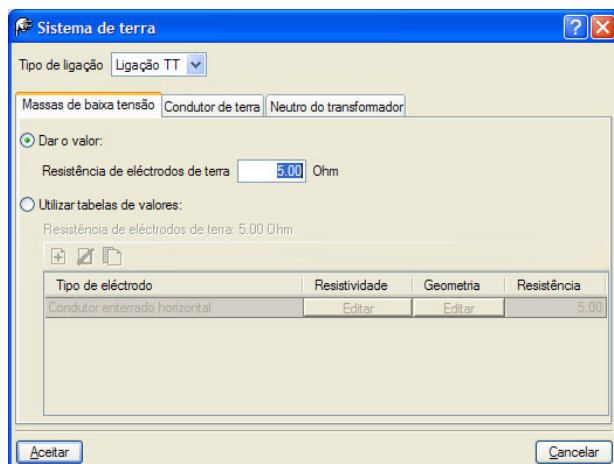 Sistema de terra
Tipo de ligação Ligação TT
Massas de baixa tensão Condutor de terra Neutro do transformador
Dar o valor:
Resistência de eléctrodos de terra 5.00 Ohm
Utilizar tabelas de valores:
Resistência de eléctrodos de terra: 5.00 Ohm
Tipo de eléctrodo Resistividade Geometria Resistência
Condutor enterrado horizontal Editar Editar 5.00
Aceitar Cancelar